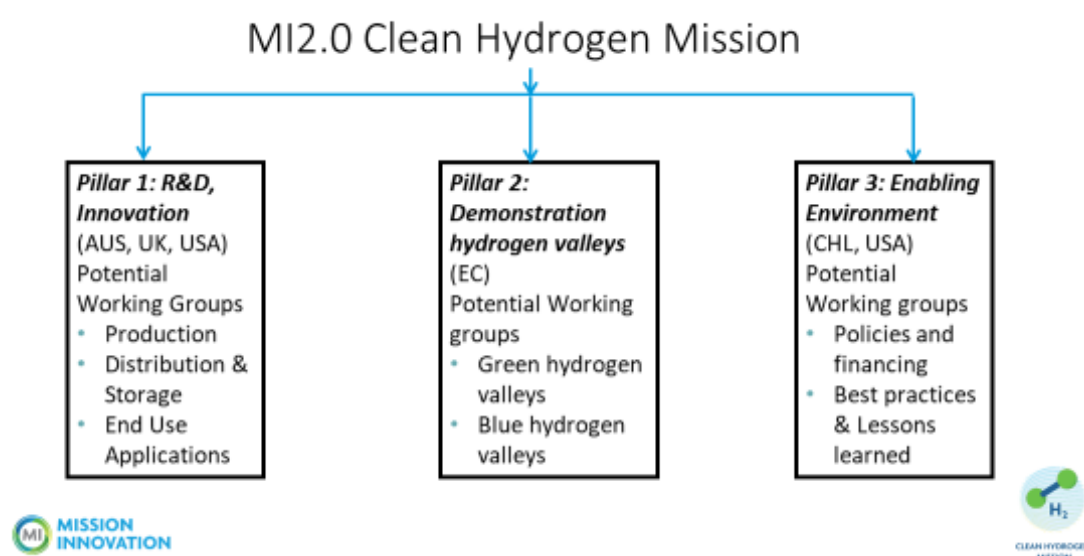 MI2.0 Clean Hydrogen Mission
Pillar 1: R&D,
Innovation
(AUS, UK, USA)
Potential
Working Groups
• Production
• Distribution &
Storage
• End Use
Applications
Pillar 2:
Demonstration
hydrogen valleys
(EC)
Potential Working
groups
• Green hydrogen
valleys
• Blue hydrogen
valleys
Pillar 3: Enabling
Environment
(CHL, USA)
Potential
Working groups
• Policies and
financing
• Best practices
& Lessons
learned
MI
MISSION
INNOVATION
H₂
CLEAN HYDROGE